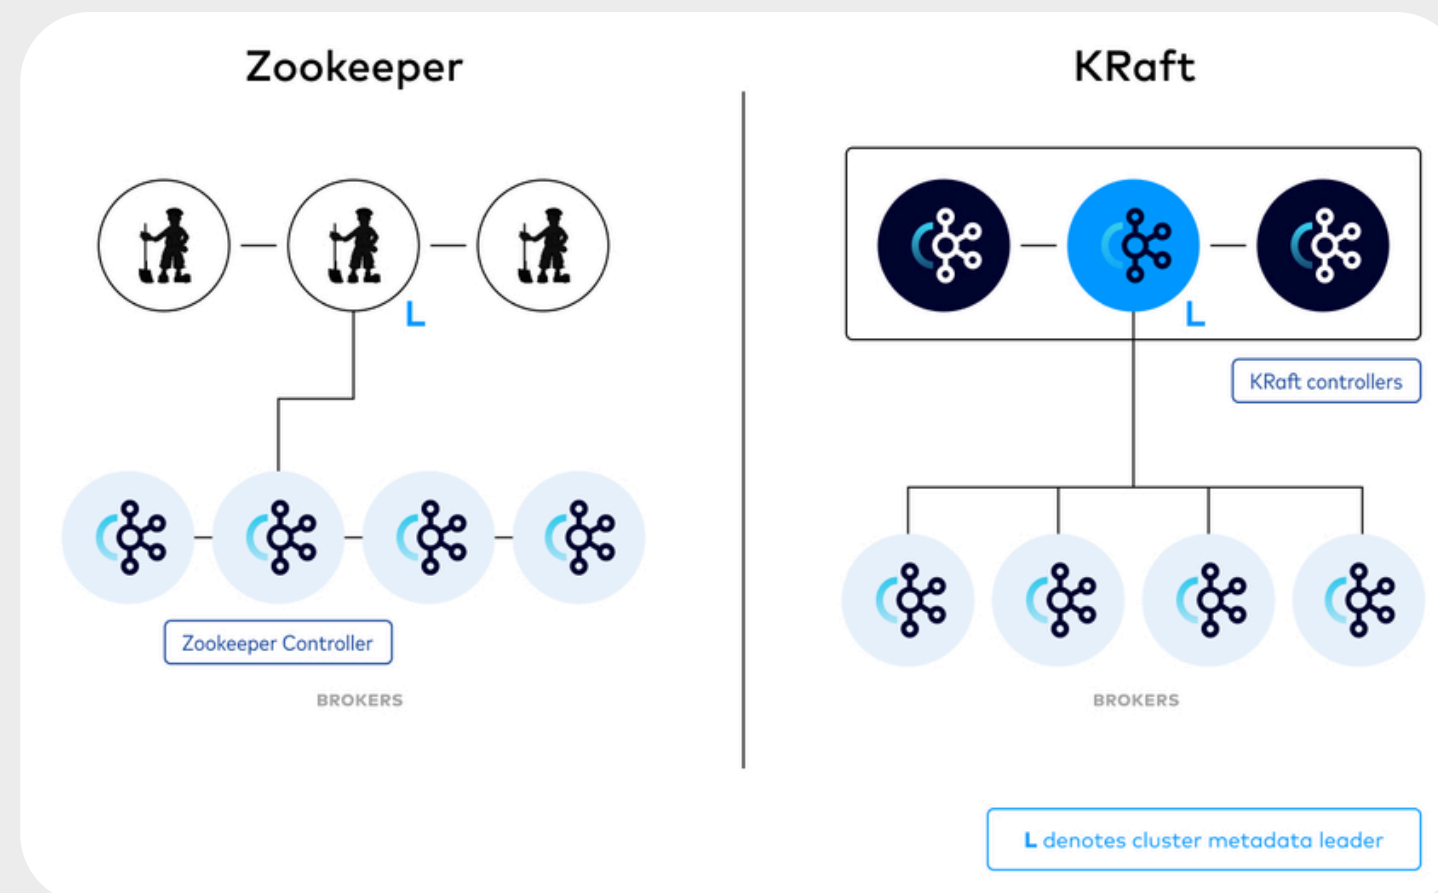 Zookeeper
L
Zookeeper Controller
BROKERS
KRaft
L
KRaft controllers
BROKERS
L denotes cluster metadata leader